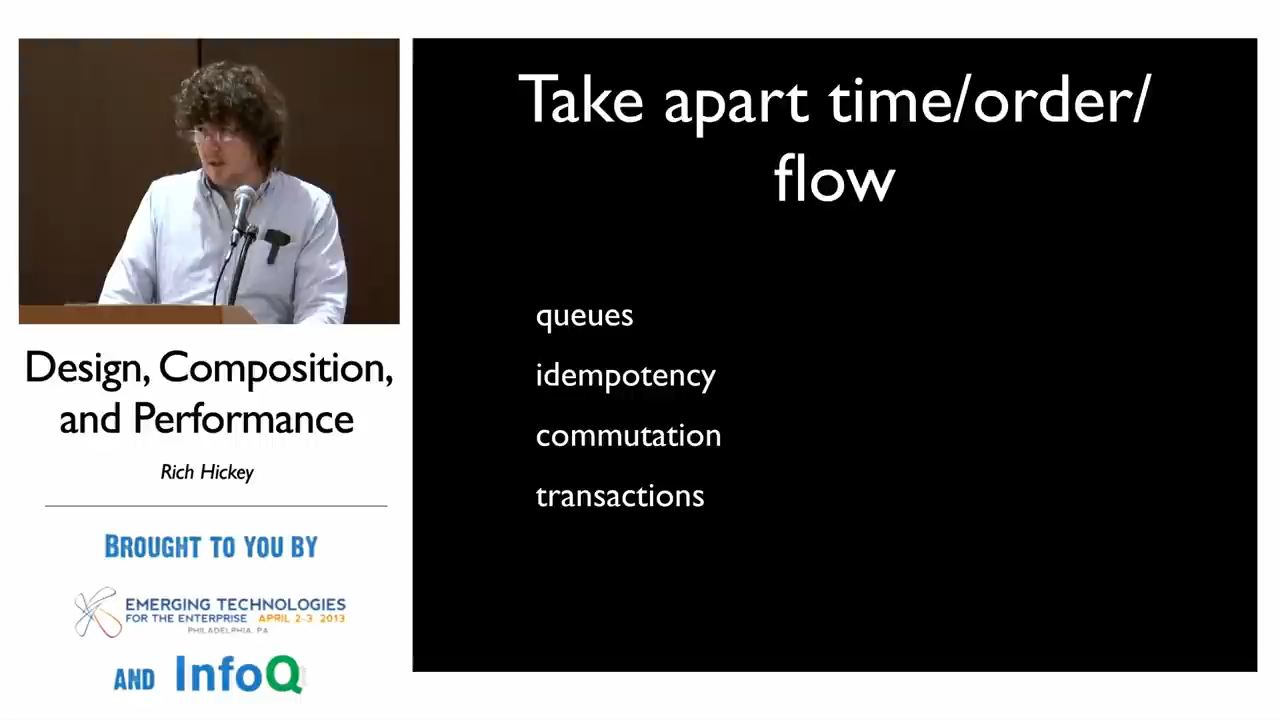 Take apart time/order/
flow
queues
idempotency
commutation
transactions
Design, Composition,
and Performance
Rich Hickey
BROUGHT TO YOU BY
EMERGING TECHNOLOGIES
FOR THE ENTERPRISE APRIL 2-3 2013
PHILADELPHIA, PA
AND InfoQ